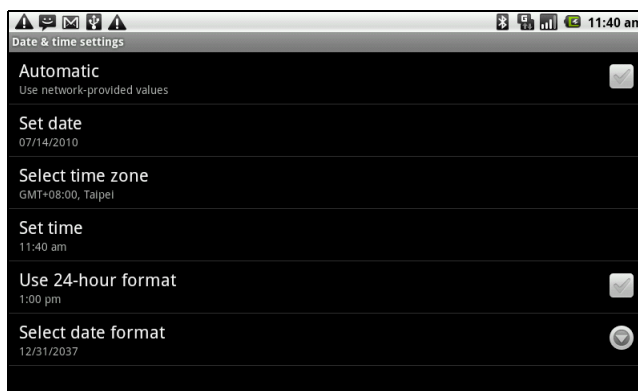 11:40 am
Date & time settings
Automatic
Use network-provided values
Set date
07/14/2010
Select time zone
GMT+08:00, Taipei
Set time
11:40 am
Use 24-hour format
1:00 pm
Select date format
12/31/2037